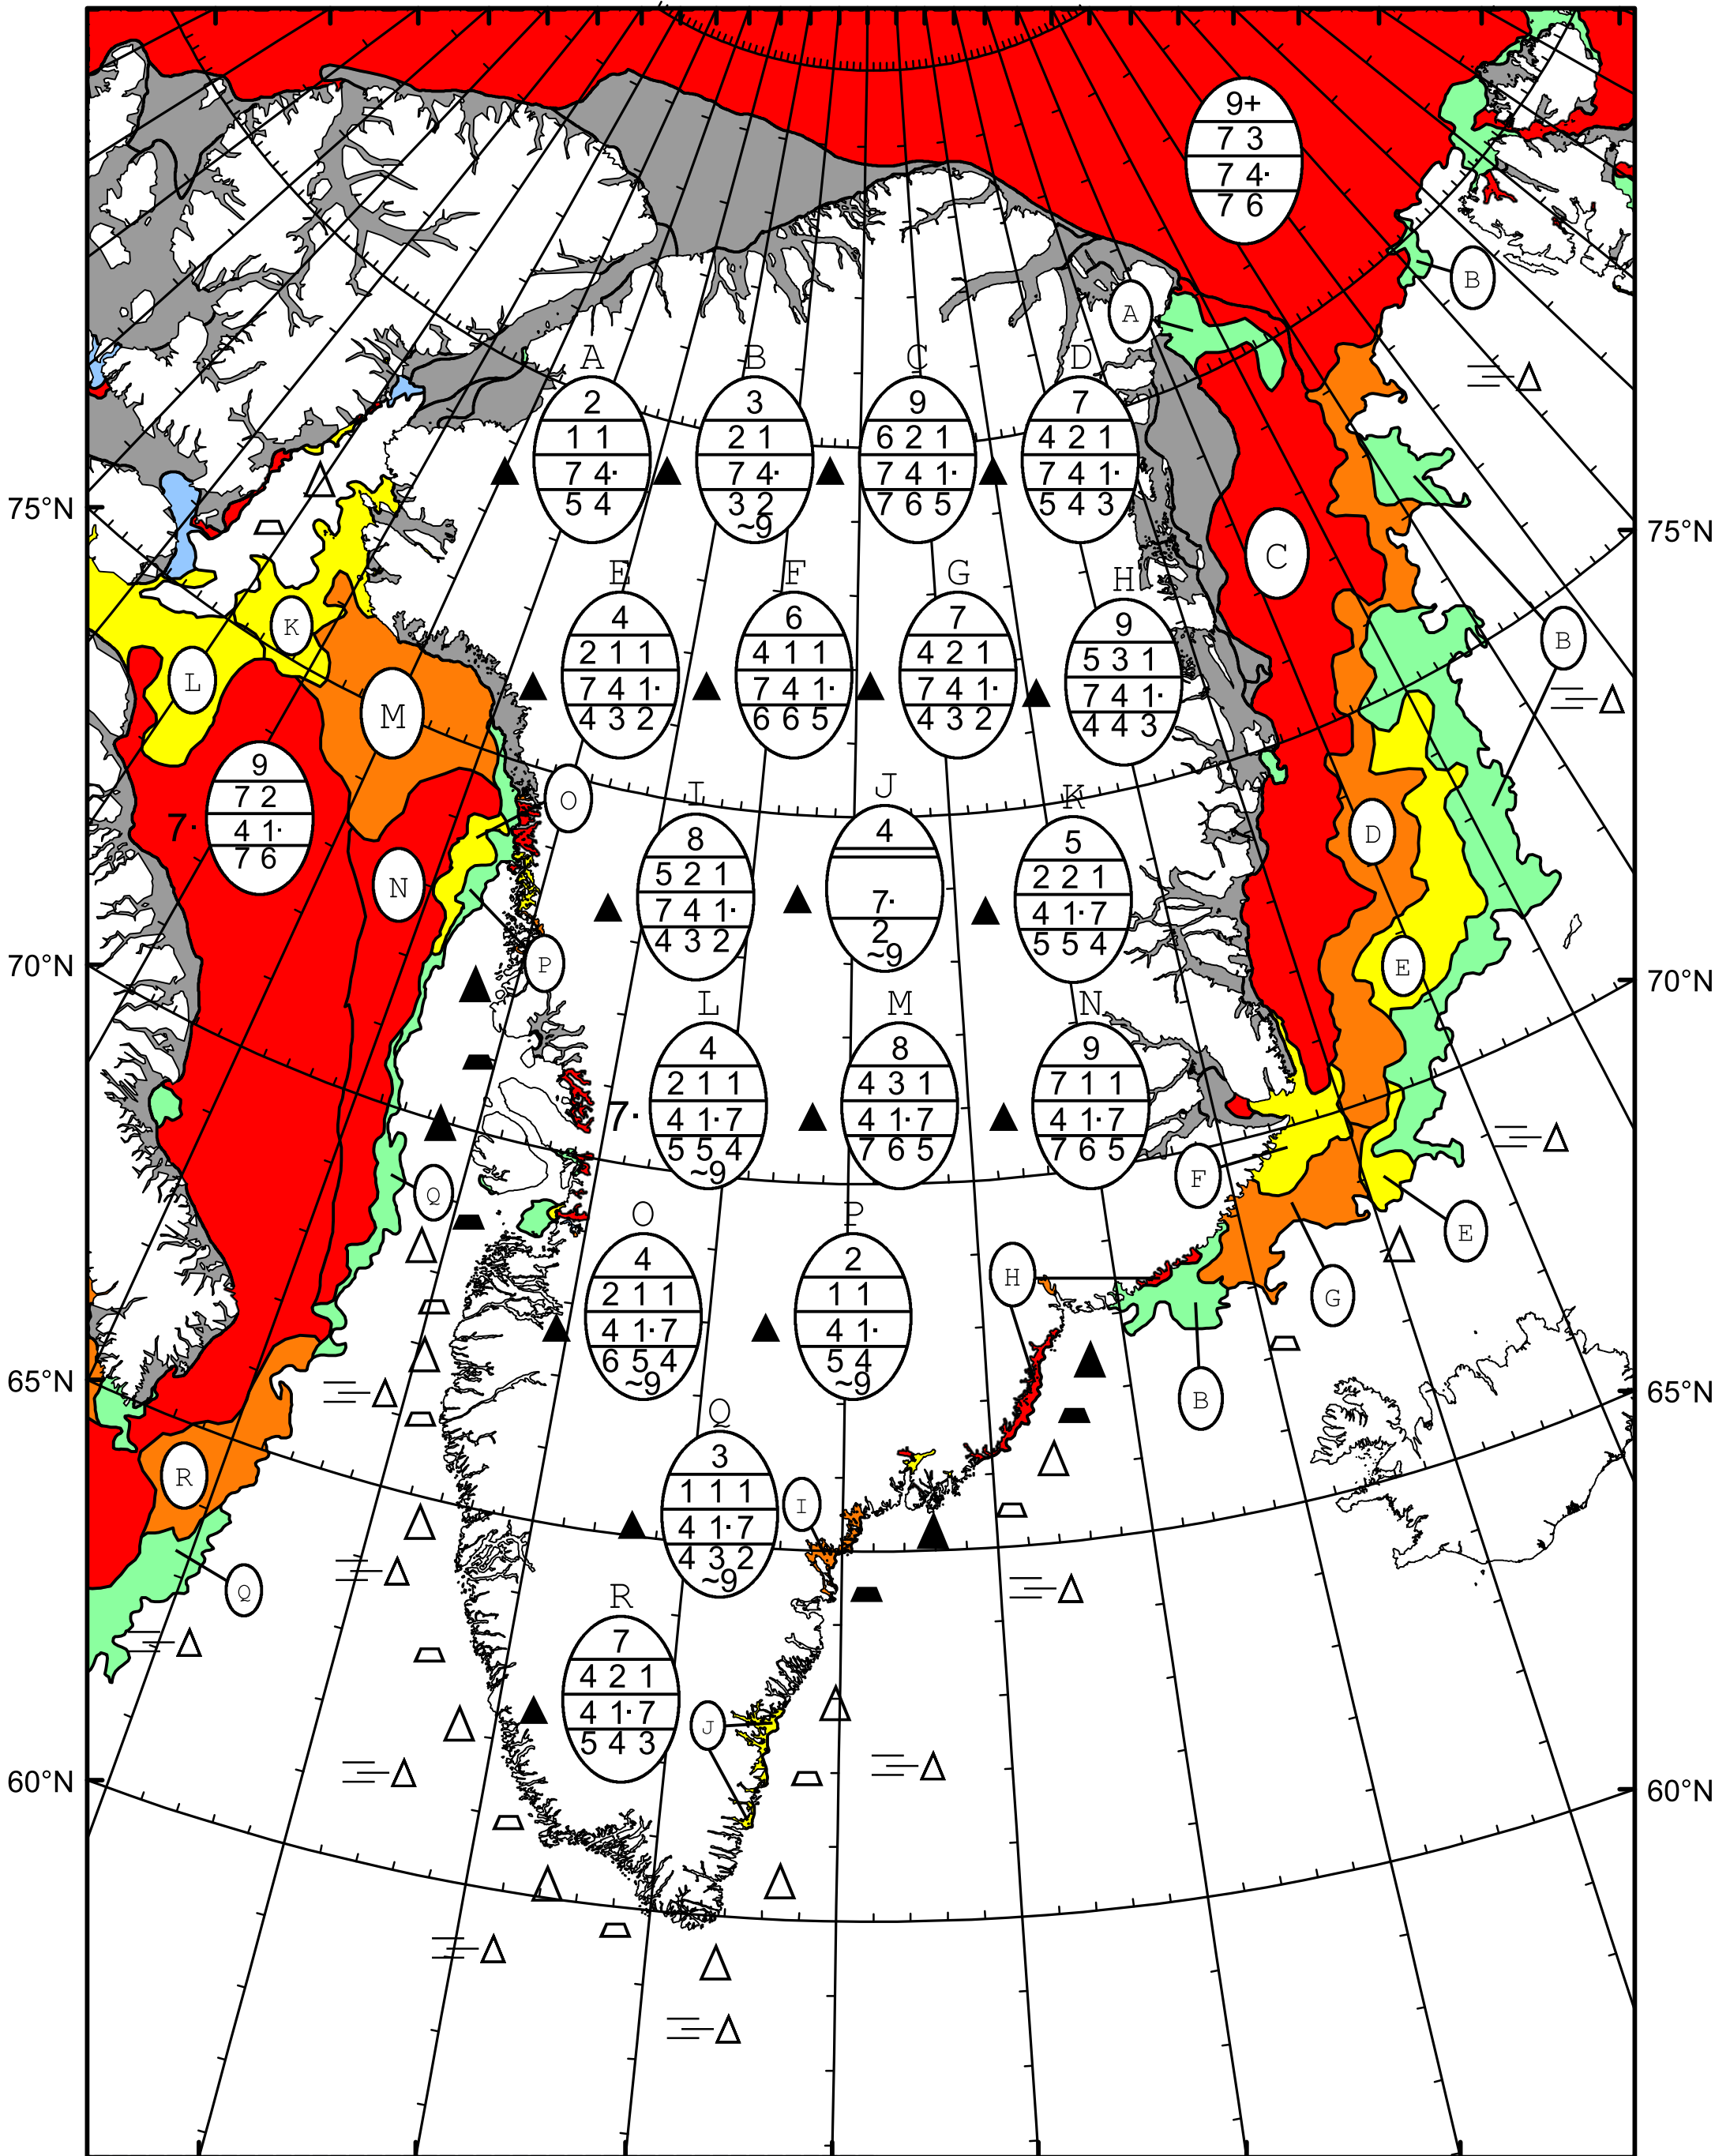 9+
7 3
7 4·
7 6
B
A
A B C D
2
1 1
7 4·
5 4
3
2 1
7 4·
3 2
~9
9
6 2 1
7 4 1·
7 6 5
7
4 2 1
7 4 1·
5 4 3
75°N
75°N
C
E F G H
4
2 1 1
7 4 1·
4 3 2
6
4 1 1
7 4 1·
6 6 5
7
4 2 1
7 4 1·
4 3 2
9
5 3 1
7 4 1·
4 4 3
K
B
L
M
9
7 2
7· 4 1·
7 6
O
D
N
I J K
8
5 2 1
7 4 1·
4 3 2
4
7·
2
~9
5
2 2 1
4 1·7
5 5 4
P
E
70°N
70°N
L M N
4
2 1 1
7· 4 1·7
5 5 4
~9
8
4 3 1
4 1·7
7 6 5
9
7 1 1
4 1·7
7 6 5
F
Q
E
O P
4
2 1 1
4 1·7
6 5 4
~9
2
1 1
4 1·
5 4
~9
H
G
65°N
65°N
B
Q
3
1 1 1
4 1·7
4 3 2
~9
R
I
Q
R
7
4 2 1
4 1·7
5 4 3
J
60°N
60°N